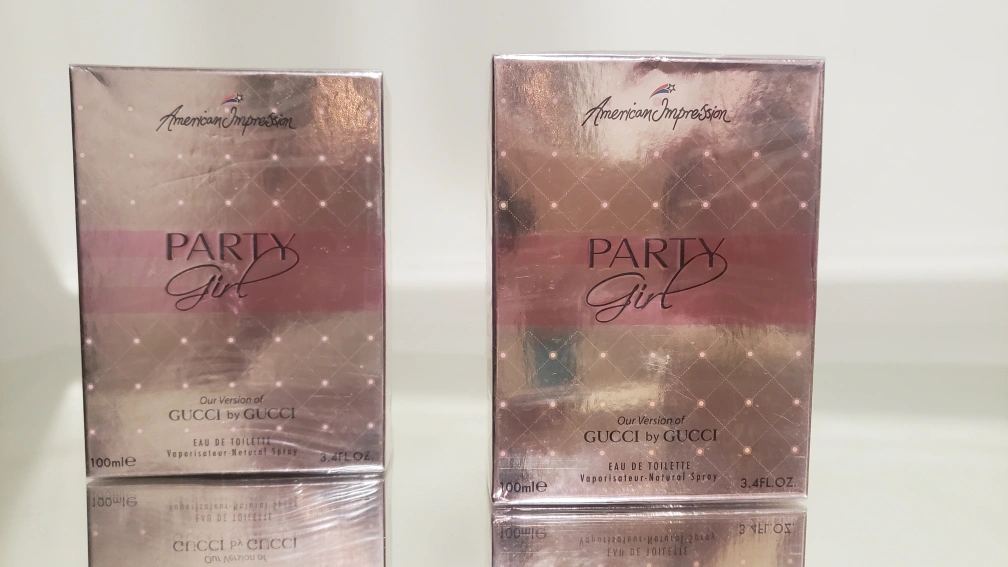 American Impression
PARTY
Girl
Our Version of
GUCCI by GUCCI
EAU DE TOILETTE
Vaporisateur-Natural Spray
100ml℮
3.4FL.OZ.
American Impression
PARTY
Girl
Our Version of
GUCCI by GUCCI
EAU DE TOILETTE
Vaporisateur-Natural Spray
100ml℮
3.4FL.OZ.